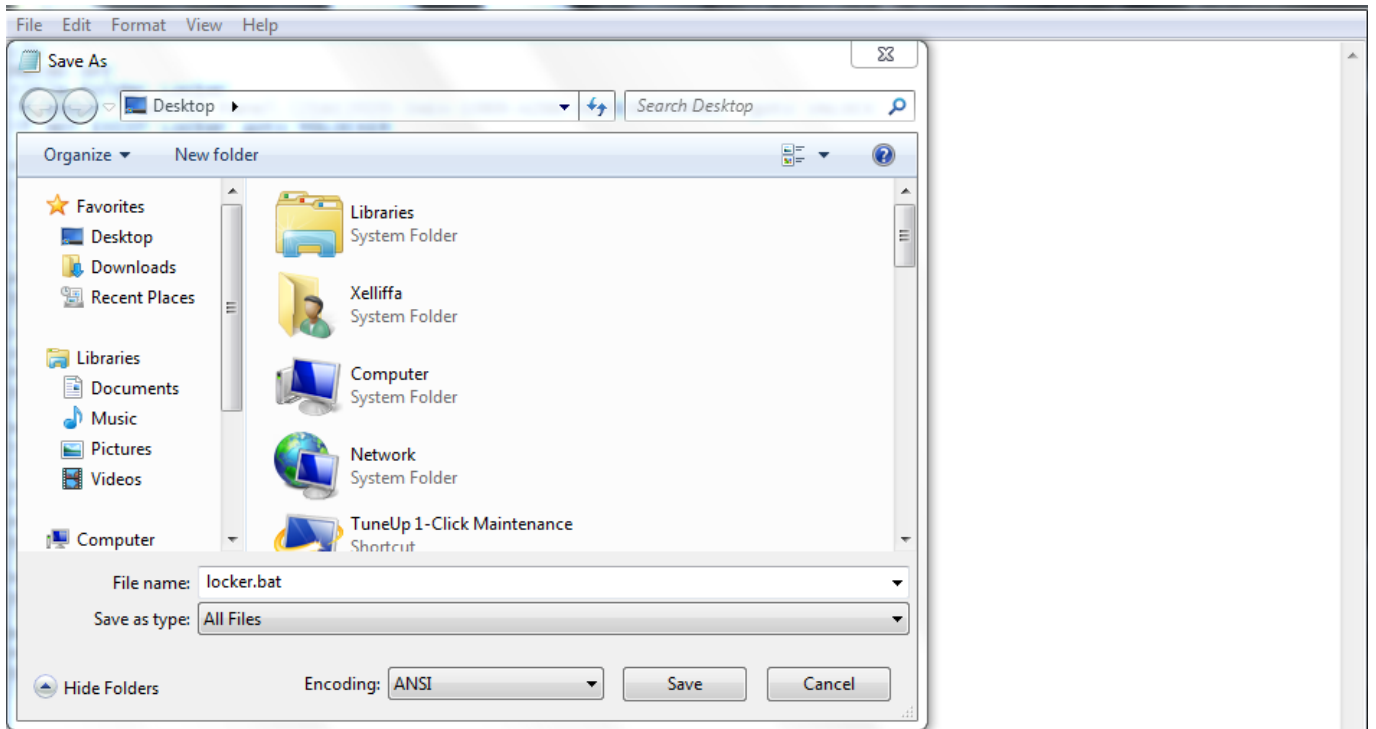 File Edit Format View Help
Save As
Desktop
Search Desktop
Organize New folder
Favorites
Desktop
Downloads
Recent Places
Libraries
Documents
Music
Pictures
Videos
Computer
Libraries
System Folder
Xelliffa
System Folder
Computer
System Folder
Network
System Folder
TuneUp 1-Click Maintenance
Shortcut
File name: locker.bat
Save as type: All Files
Hide Folders Encoding: ANSI Save Cancel